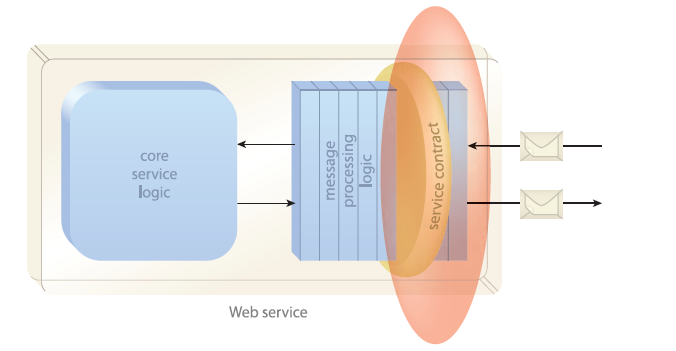 core
service
logic
message
processing
logic
service contract
Web service